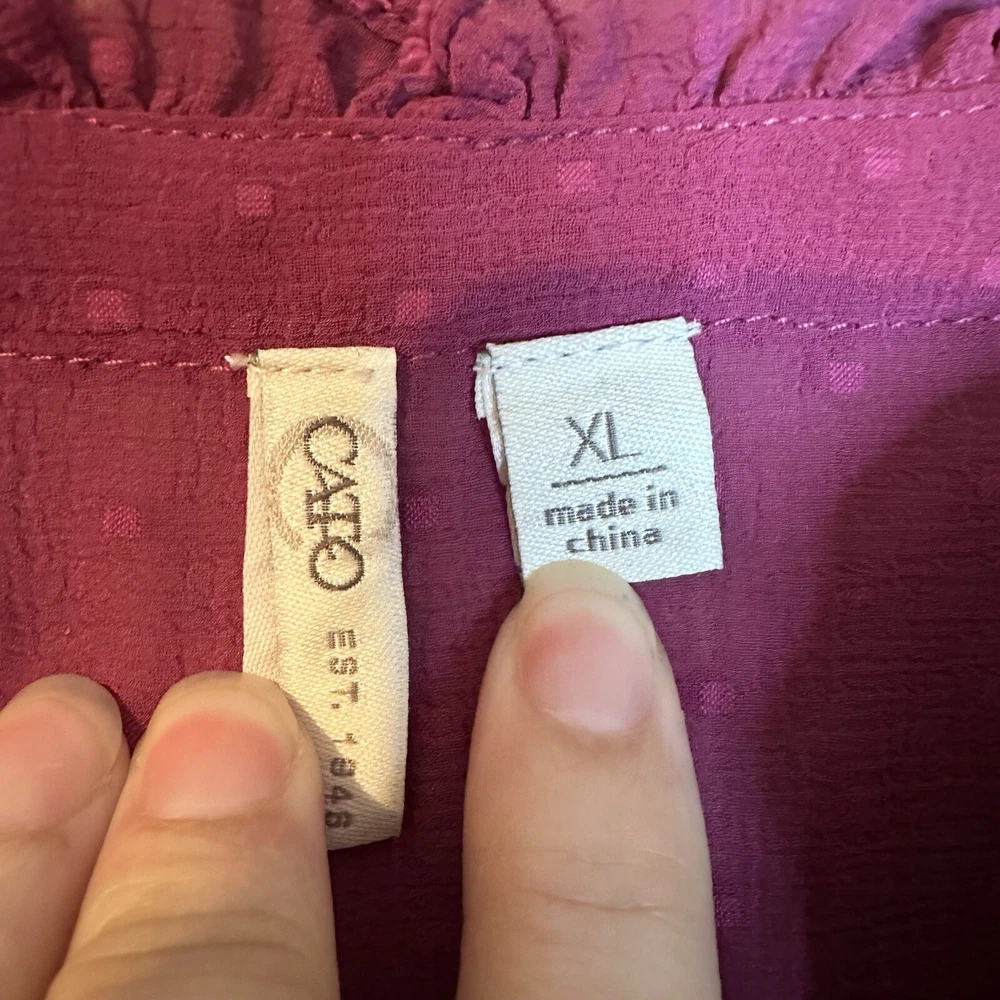 CATO
EST. 1946
XL
made in
china